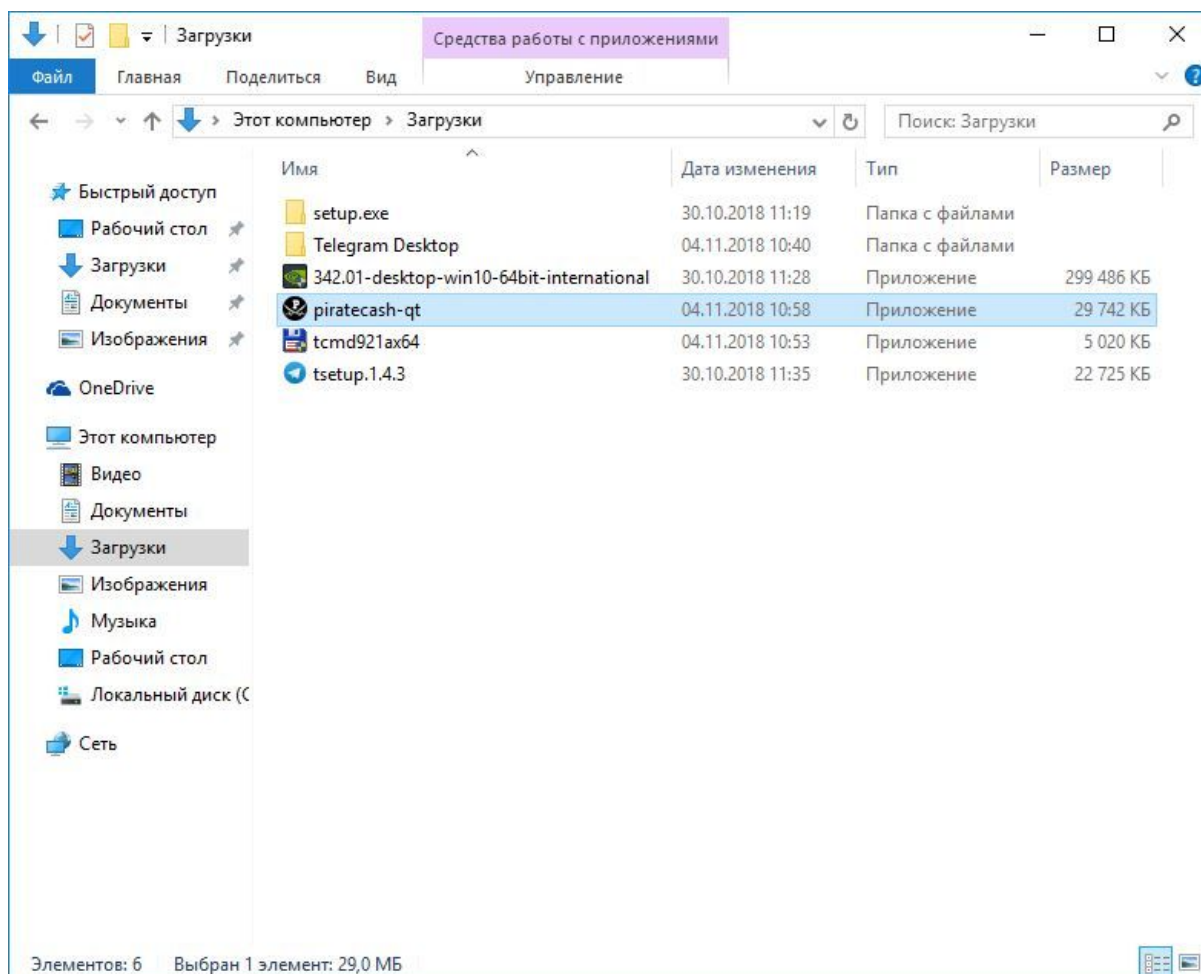 Загрузки
Средства работы с приложениями
Файл Главная Поделиться Вид Управление
Этот компьютер › Загрузки Поиск: Загрузки
Имя Дата изменения Тип Размер
Быстрый доступ
Рабочий стол
Загрузки
Документы
Изображения
OneDrive
Этот компьютер
Видео
Документы
Загрузки
Изображения
Музыка
Рабочий стол
Локальный диск (C
Сеть
setup.exe 30.10.2018 11:19 Папка с файлами
Telegram Desktop 04.11.2018 10:40 Папка с файлами
342.01-desktop-win10-64bit-international 30.10.2018 11:28 Приложение 299 486 КБ
piratecash-qt 04.11.2018 10:58 Приложение 29 742 КБ
tcmd921ax64 04.11.2018 10:53 Приложение 5 020 КБ
tsetup.1.4.3 30.10.2018 11:35 Приложение 22 725 КБ
Элементов: 6 Выбран 1 элемент: 29,0 МБ